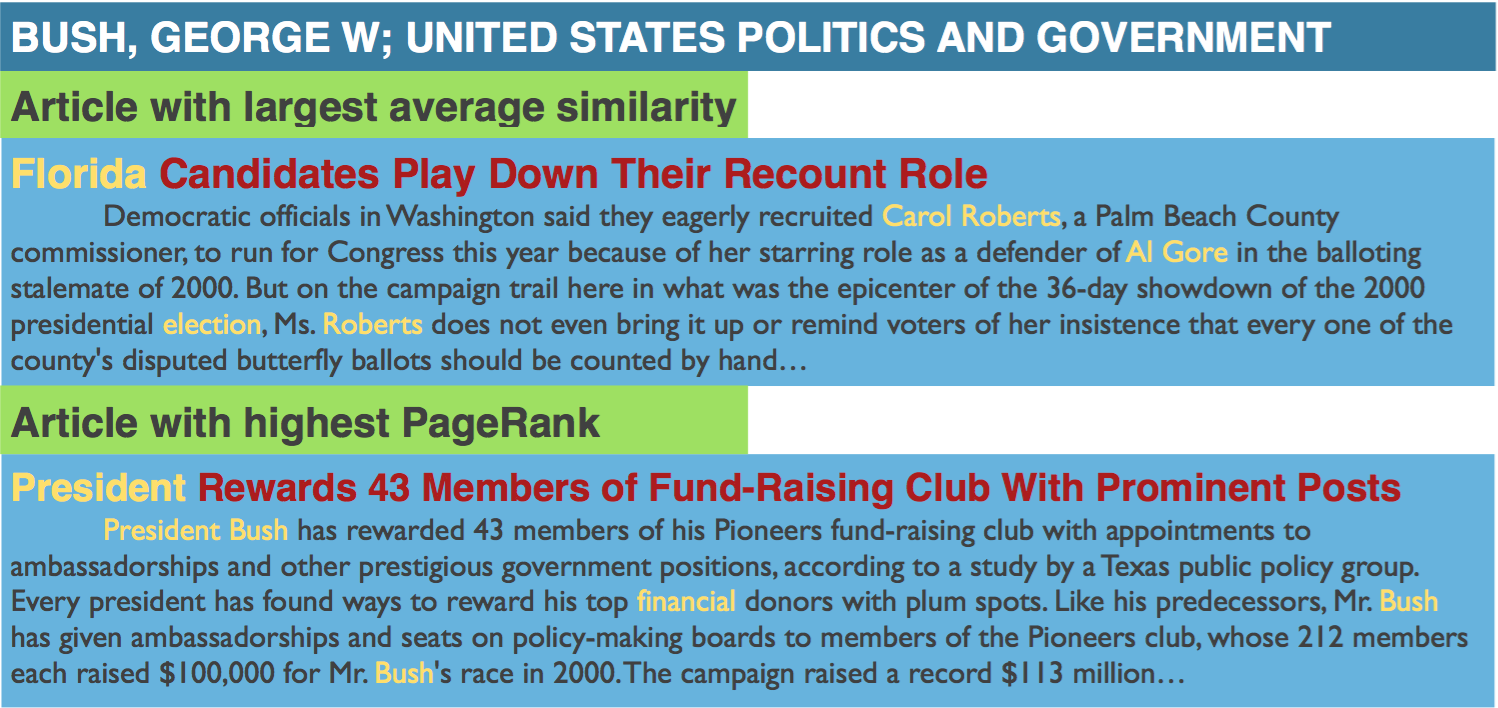 BUSH, GEORGE W; UNITED STATES POLITICS AND GOVERNMENT
Article with largest average similarity
Florida Candidates Play Down Their Recount Role
Democratic officials in Washington said they eagerly recruited Carol Roberts, a Palm Beach County
commissioner, to run for Congress this year because of her starring role as a defender of Al Gore in the balloting
stalemate of 2000. But on the campaign trail here in what was the epicenter of the 36-day showdown of the 2000
presidential election, Ms. Roberts does not even bring it up or remind voters of her insistence that every one of the
county's disputed butterfly ballots should be counted by hand…
Article with highest PageRank
President Rewards 43 Members of Fund-Raising Club With Prominent Posts
President Bush has rewarded 43 members of his Pioneers fund-raising club with appointments to
ambassadorships and other prestigious government positions, according to a study by a Texas public policy group.
Every president has found ways to reward his top financial donors with plum spots. Like his predecessors, Mr. Bush
has given ambassadorships and seats on policy-making boards to members of the Pioneers club, whose 212 members
each raised $100,000 for Mr. Bush's race in 2000. The campaign raised a record $113 million…